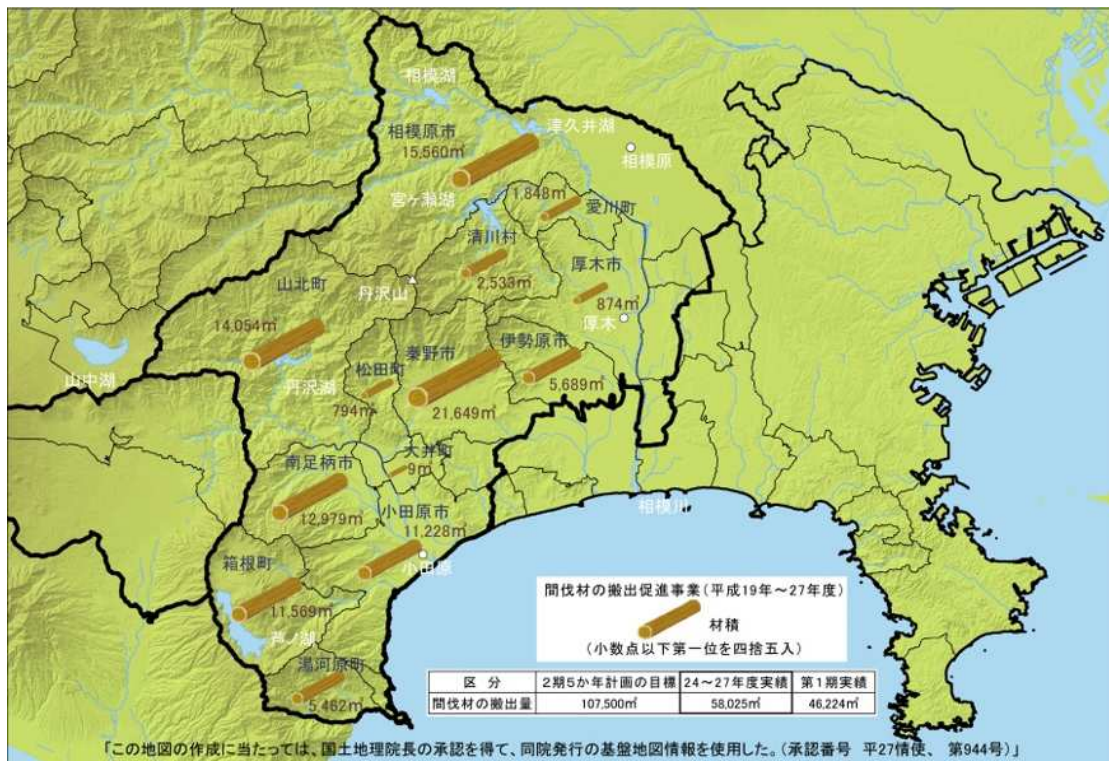 相模湖
津久井湖
相模原市
15,560㎥
相模原
宮ヶ瀬湖
1,848㎥
愛川町
清川村
2,533㎥
厚木市
874㎥
厚木
山北町
丹沢山
14,054㎥
丹沢湖
山中湖
松田町
794㎥
秦野市
21,649㎥
伊勢原市
5,689㎥
大井町
9㎥
南足柄市
12,979㎥
小田原市
11,228㎥
小田原
相模川
箱根町
11,569㎥
芦ノ湖
湯河原町
5,462㎥
間伐材の搬出促進事業(平成19年～27年度)
材積
(小数点以下第一位を四捨五入)
区 分 2期5か年計画の目標 24～27年度実績 第1期実績
間伐材の搬出量 107,500㎥ 58,025㎥ 46,224㎥
「この地図の作成に当たっては、国土地理院長の承認を得て、同院発行の基盤地図情報を使用した。(承認番号 平27情使、 第944号)」